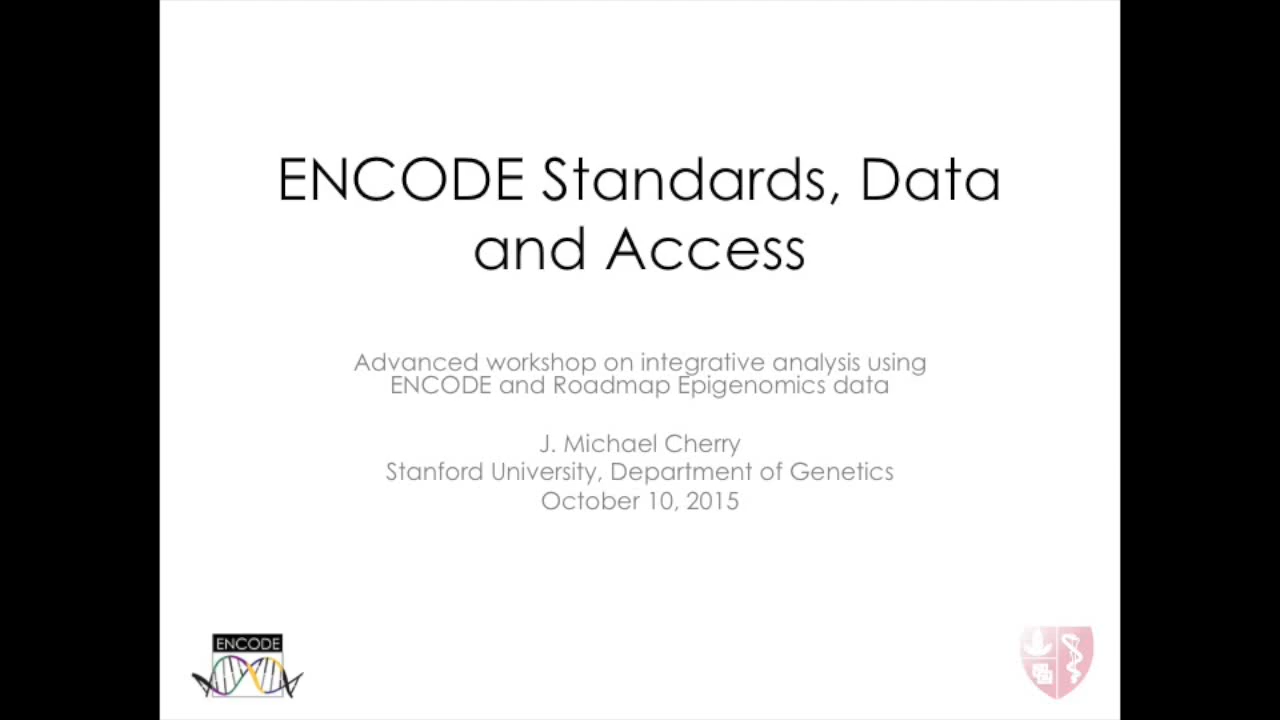 ENCODE Standards, Data
and Access
Advanced workshop on integrative analysis using
ENCODE and Roadmap Epigenomics data
J. Michael Cherry
Stanford University, Department of Genetics
October 10, 2015
ENCODE